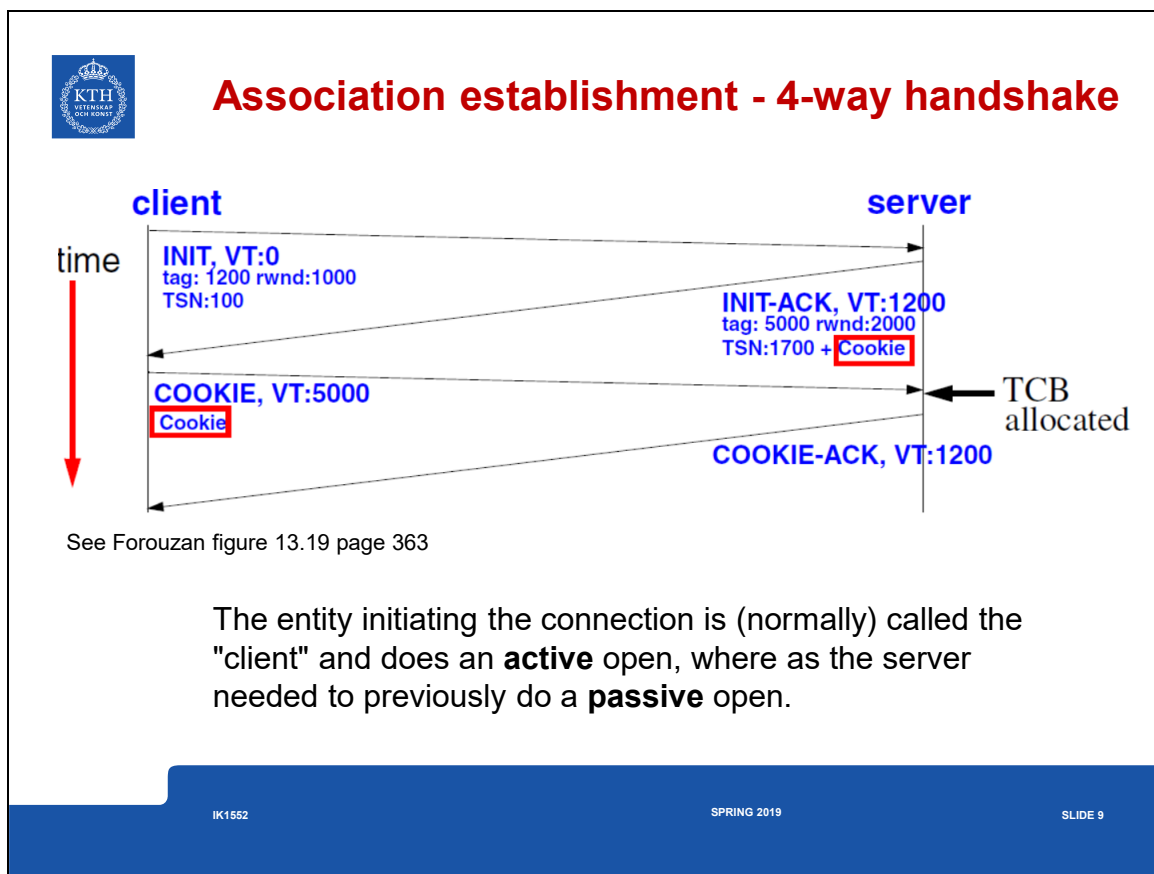 KTH
VETENSKAP
OCH KONST
Association establishment - 4-way handshake
client
server
time
INIT, VT:0
tag: 1200 rwnd:1000
TSN:100
INIT-ACK, VT:1200
tag: 5000 rwnd:2000
TSN:1700 + Cookie
COOKIE, VT:5000
Cookie
TCB
allocated
COOKIE-ACK, VT:1200
See Forouzan figure 13.19 page 363
The entity initiating the connection is (normally) called the
"client" and does an active open, where as the server
needed to previously do a passive open.
IK1552
SPRING 2019
SLIDE 9